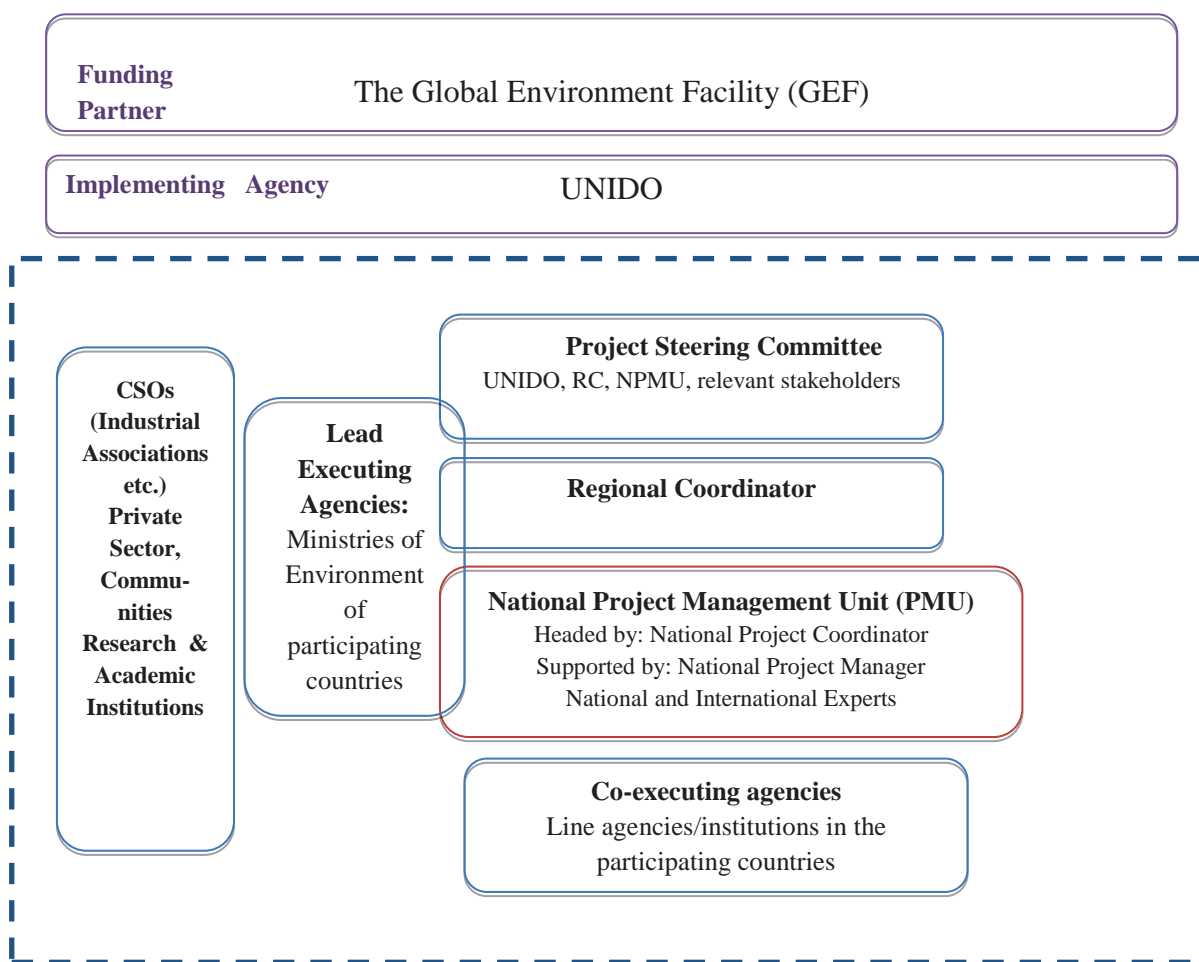 Funding
Partner
The Global Environment Facility (GEF)
Implementing Agency
UNIDO
CSOs
(Industrial
Associations
etc.)
Private
Sector,
Commu-
nities
Research &
Academic
Institutions
Lead
Executing
Agencies:
Ministries of
Environment
of
participating
countries
Project Steering Committee
UNIDO, RC, NPMU, relevant stakeholders
Regional Coordinator
National Project Management Unit (PMU)
Headed by: National Project Coordinator
Supported by: National Project Manager
National and International Experts
Co-executing agencies
Line agencies/institutions in the
participating countries